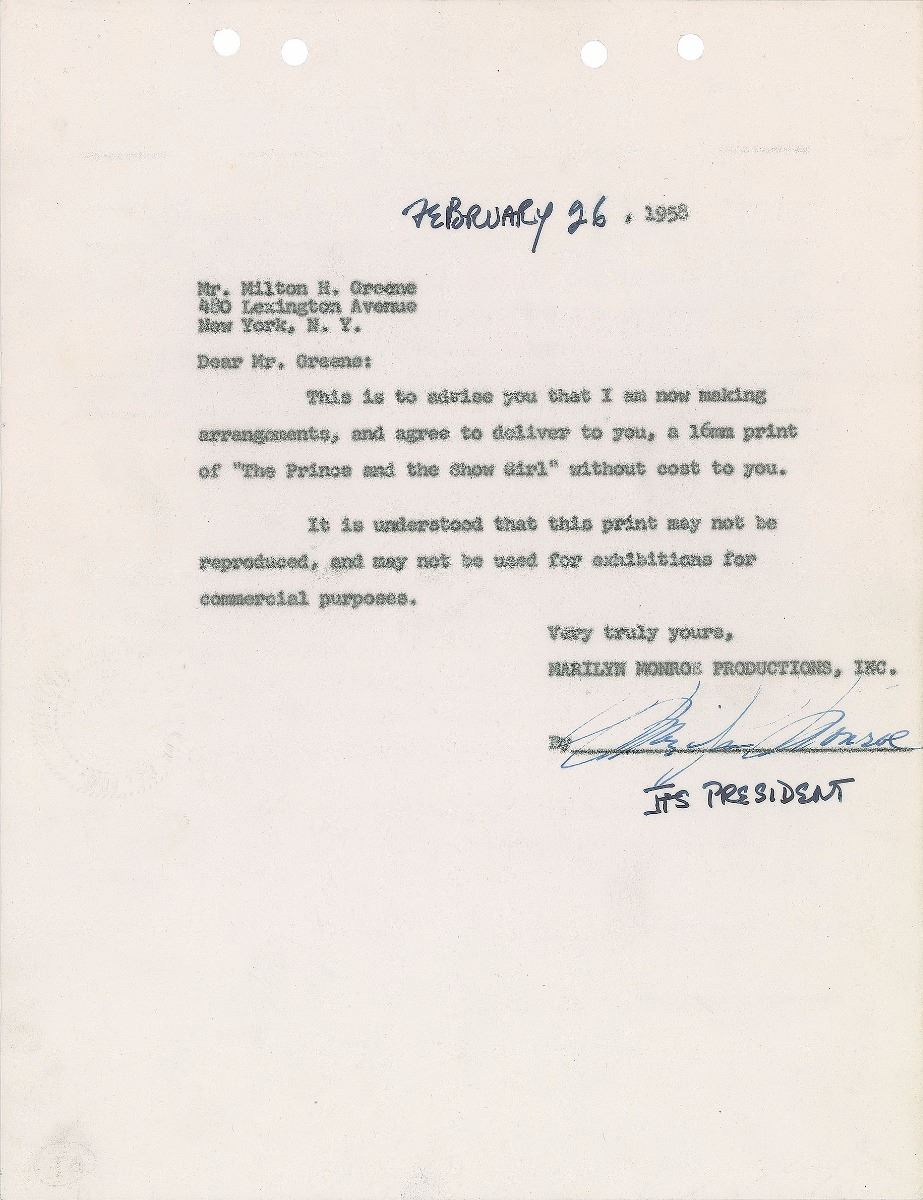 FEBRUARY 26, 1958
Mr. Milton H. Greene
480 Lexington Avenue
New York, N. Y.
Dear Mr. Greene:
This is to advise you that I am now making
arrangements, and agree to deliver to you, a 16mm print
of "The Prince and the Show Girl" without cost to you.
It is understood that this print may not be
reproduced, and may not be used for exhibitions for
commercial purposes.
Very truly yours,
MARILYN MONROE PRODUCTIONS, INC.
By Marilyn Monroe
ITS PRESIDENT